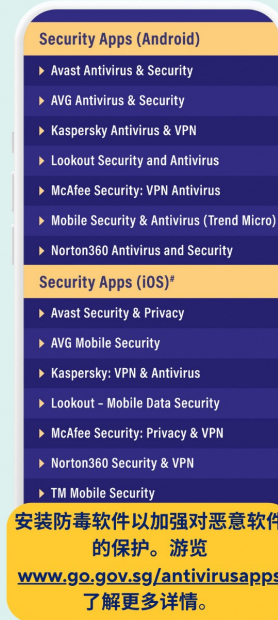 Security Apps (Android)
Avast Antivirus & Security
AVG Antivirus & Security
Kaspersky Antivirus & VPN
Lookout Security and Antivirus
McAfee Security: VPN Antivirus
Mobile Security & Antivirus (Trend Micro)
Norton360 Antivirus and Security
Security Apps (iOS)#
Avast Security & Privacy
AVG Mobile Security
Kaspersky: VPN & Antivirus
Lookout – Mobile Data Security
McAfee Security: Privacy & VPN
Norton360 Security & VPN
TM Mobile Security
安装防毒软件以加强对恶意软件
的保护。游览
www.go.gov.sg/antivirusapps
了解更多详情。